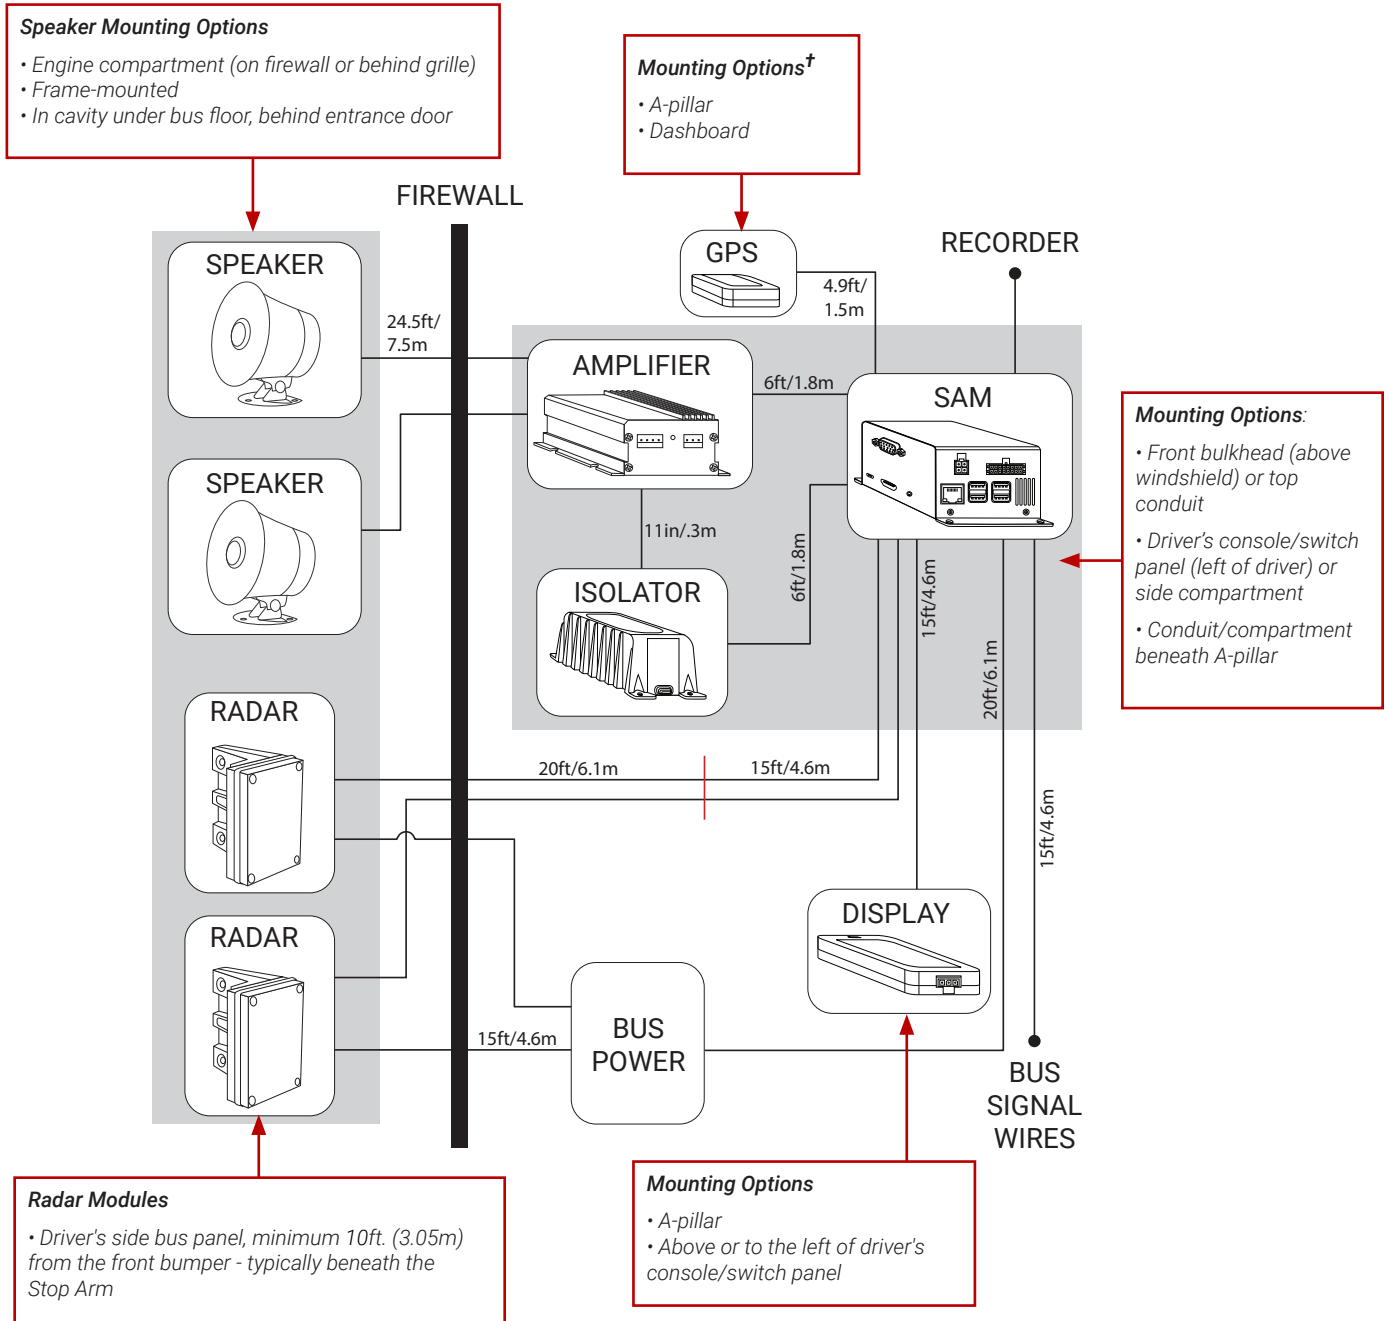 Speaker Mounting Options
• Engine compartment (on firewall or behind grille)
• Frame-mounted
• In cavity under bus floor, behind entrance door
Mounting Options†
• A-pillar
• Dashboard
FIREWALL
SPEAKER
24.5ft/
7.5m
GPS
4.9ft/
1.5m
RECORDER
AMPLIFIER
6ft/1.8m
SAM
Mounting Options:
• Front bulkhead (above
windshield) or top
conduit
• Driver’s console/switch
panel (left of driver) or
side compartment
• Conduit/compartment
beneath A-pillar
SPEAKER
11in/.3m
6ft/1.8m
ISOLATOR
15ft/4.6m
20ft/6.1m
RADAR
20ft/6.1m
15ft/4.6m
15ft/4.6m
RADAR
DISPLAY
15ft/4.6m
BUS
POWER
BUS
SIGNAL
WIRES
Radar Modules
• Driver's side bus panel, minimum 10ft. (3.05m)
from the front bumper - typically beneath the
Stop Arm
Mounting Options
• A-pillar
• Above or to the left of driver's
console/switch panel